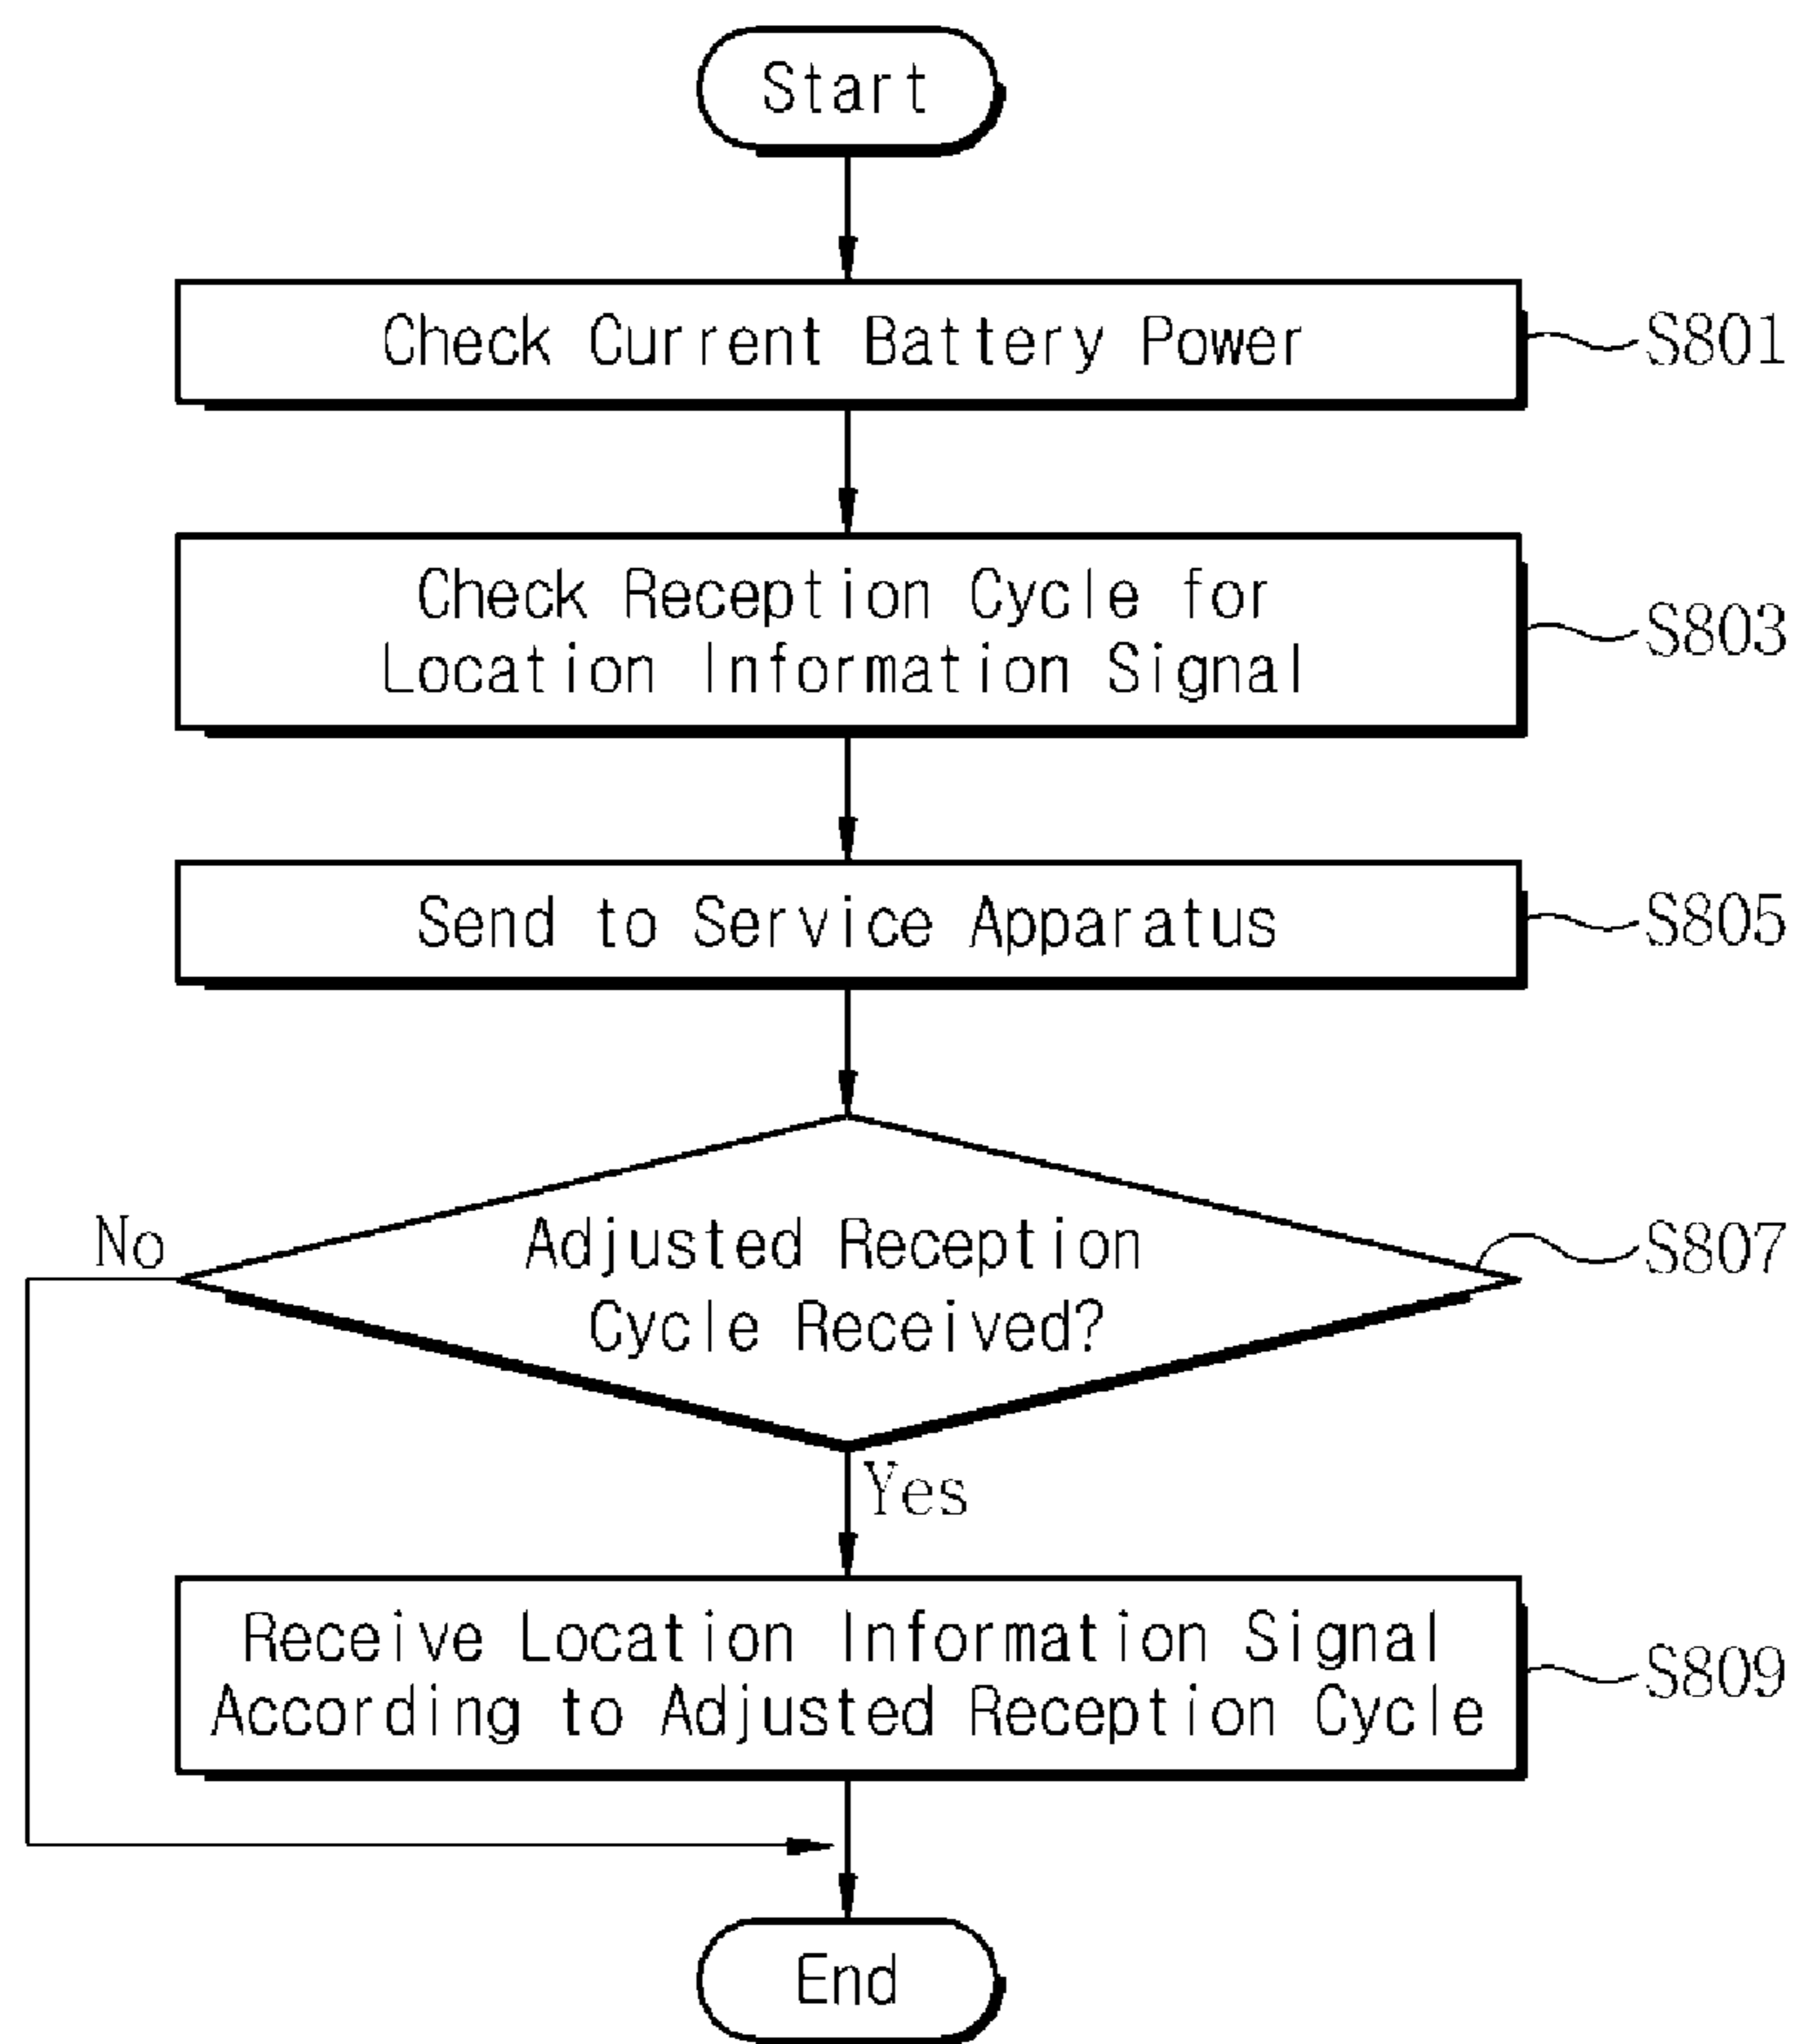 Start
Check Current Battery Power
S801
Check Reception Cycle for
Location Information Signal
S803
Send to Service Apparatus
S805
Adjusted Reception
Cycle Received?
S807
No
Yes
Receive Location Information Signal
According to Adjusted Reception Cycle
S809
End